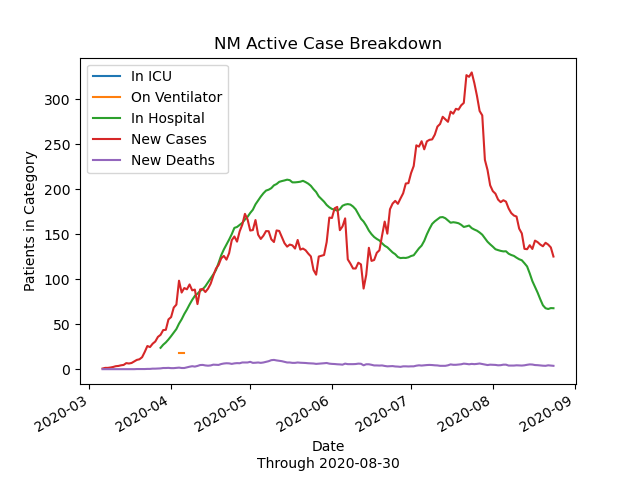 NM Active Case Breakdown
In ICU
On Ventilator
In Hospital
New Cases
New Deaths
Patients in Category
300
250
200
150
100
50
0
2020-03
2020-04
2020-05
2020-06
2020-07
2020-08
2020-09
Date
Through 2020-08-30